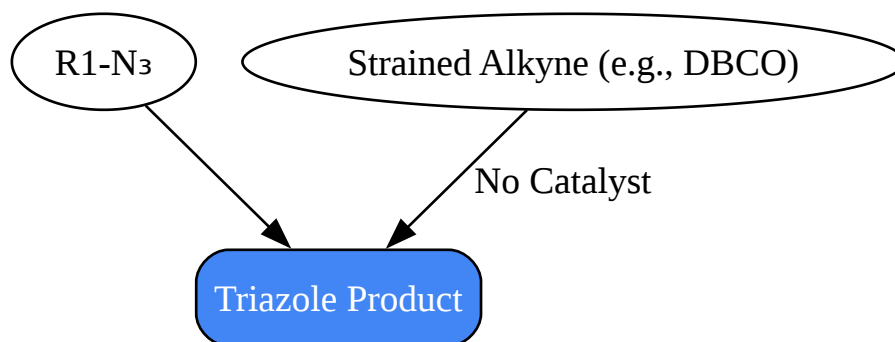 R1-N₃
Strained Alkyne (e.g., DBCO)
No Catalyst
Triazole Product